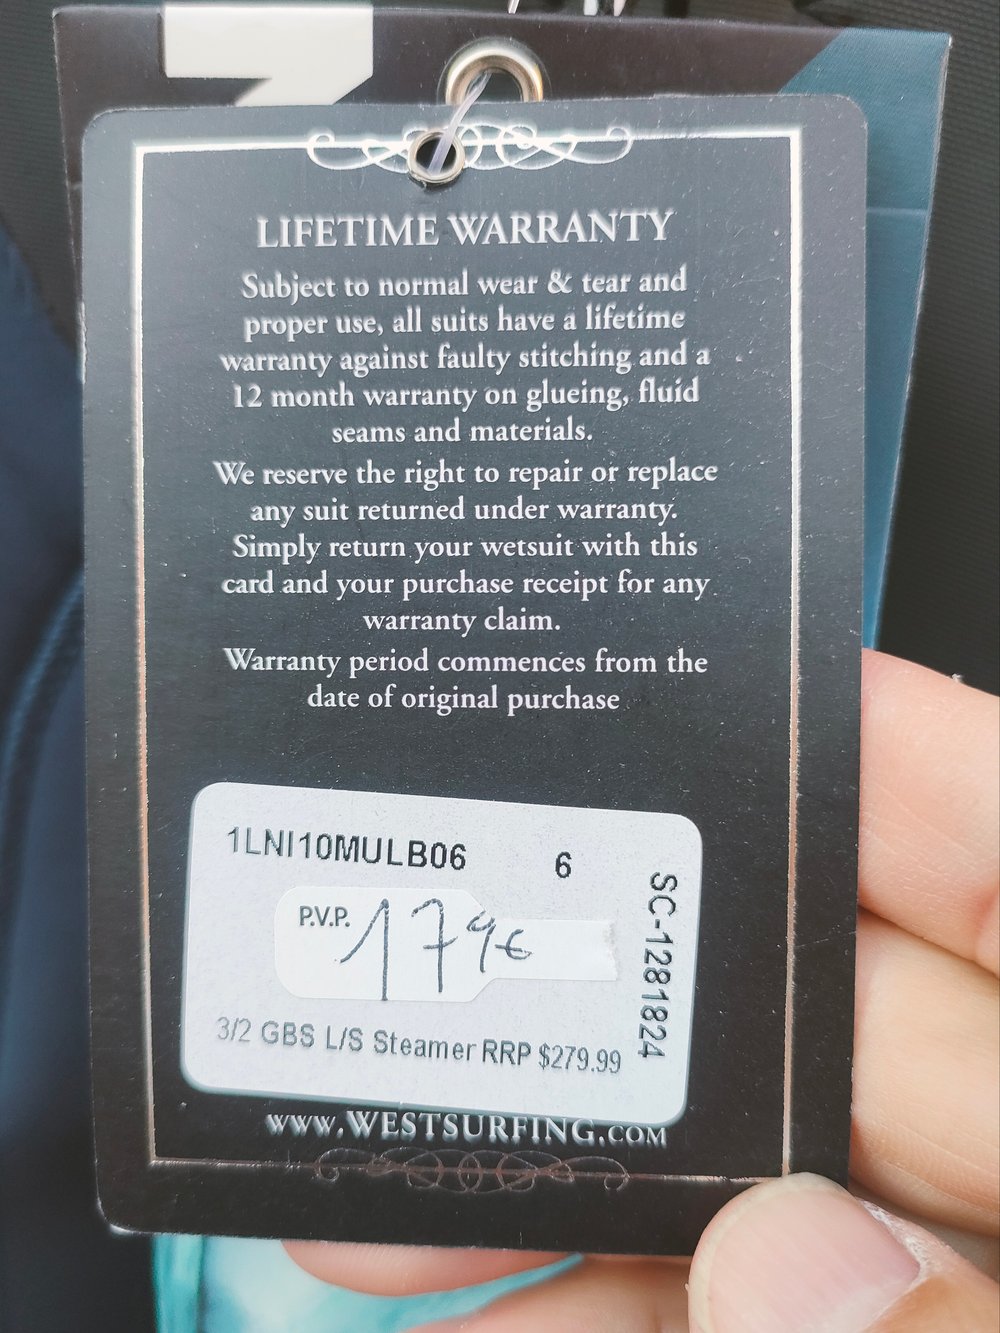 LIFETIME WARRANTY
Subject to normal wear & tear and
proper use, all suits have a lifetime
warranty against faulty stitching and a
12 month warranty on glueing, fluid
seams and materials.
We reserve the right to repair or replace
any suit returned under warranty.
Simply return your wetsuit with this
card and your purchase receipt for any
warranty claim.
Warranty period commences from the
date of original purchase
1LNI10MULB06 6
P.V.P. 179€
3/2 GBS L/S Steamer RRP $279.99
SC-1281824
www.WESTSURFING.COM